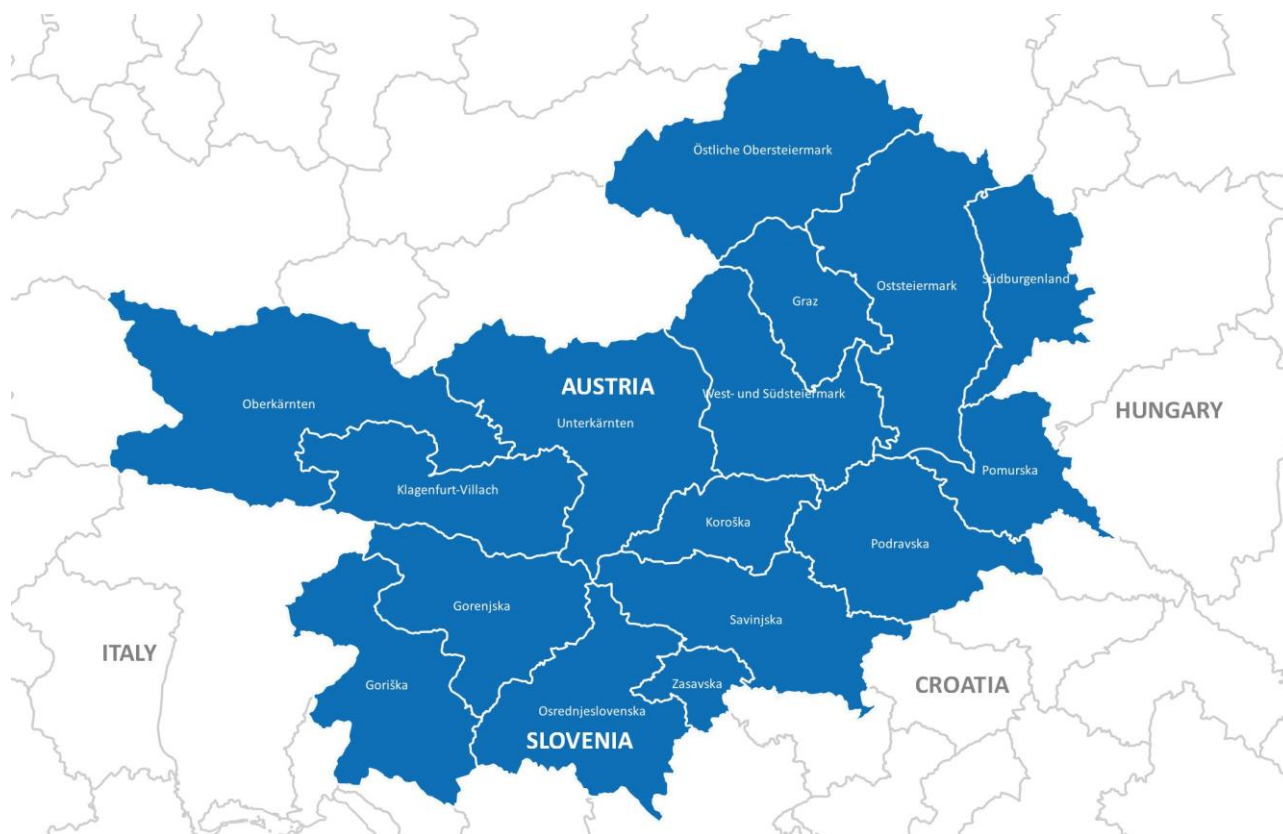 Östliche Obersteiermark
Südburgenland
Oststeiermark
Graz
AUSTRIA
West- und Südsteiermark
Oberkärnten
HUNGARY
Unterkärnten
Pomurska
Klagenfurt-Villach
Koroška
Podravska
Gorenjska
Savinjska
ITALY
Goriška
Zasavska
CROATIA
Osrednjeslovenska
SLOVENIA